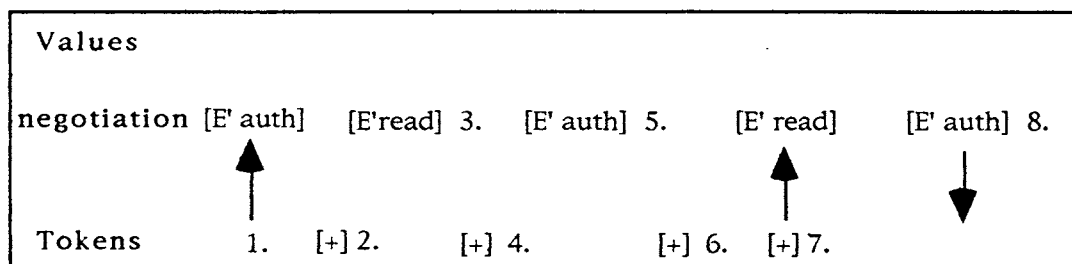 Values
negotiation [E' auth] [E'read] 3. [E' auth] 5. [E' read] [E' auth] 8.
Tokens 1. [+] 2. [+] 4. [+] 6. [+] 7.